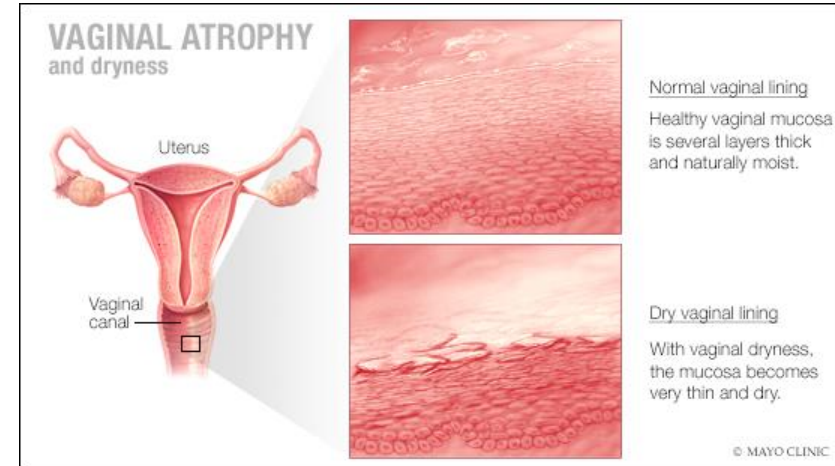 VAGINAL ATROPHY
and dryness
Uterus
Vaginal
canal
Normal vaginal lining
Healthy vaginal mucosa
is several layers thick
and naturally moist.
Dry vaginal lining
With vaginal dryness,
the mucosa becomes
very thin and dry.
© MAYO CLINIC